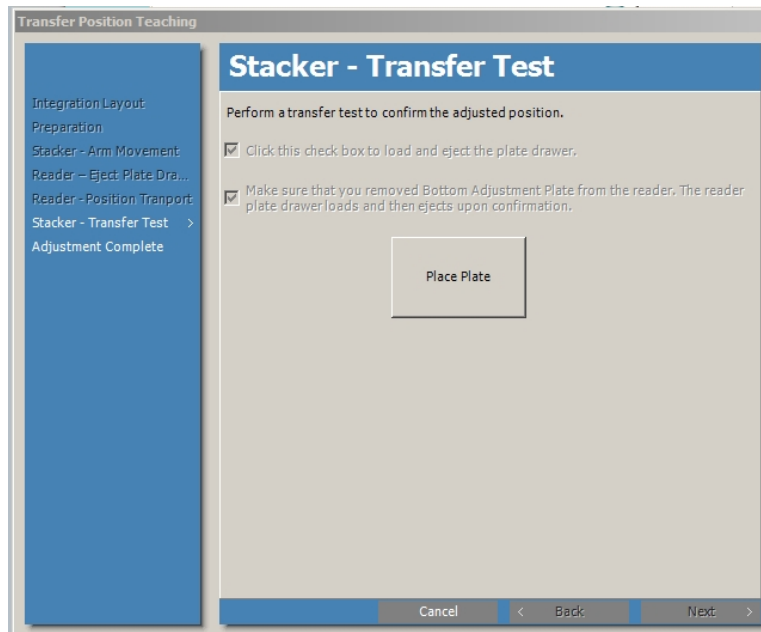 Transfer Position Teaching
Stacker - Transfer Test
Integration Layout
Preparation
Stacker - Arm Movement
Reader – Eject Plate Dra...
Reader - Position Tranport
Stacker - Transfer Test >
Adjustment Complete
Perform a transfer test to confirm the adjusted position.
Click this check box to load and eject the plate drawer.
Make sure that you removed Bottom Adjustment Plate from the reader. The reader
plate drawer loads and then ejects upon confirmation.
Place Plate
Cancel
< Back
Next >